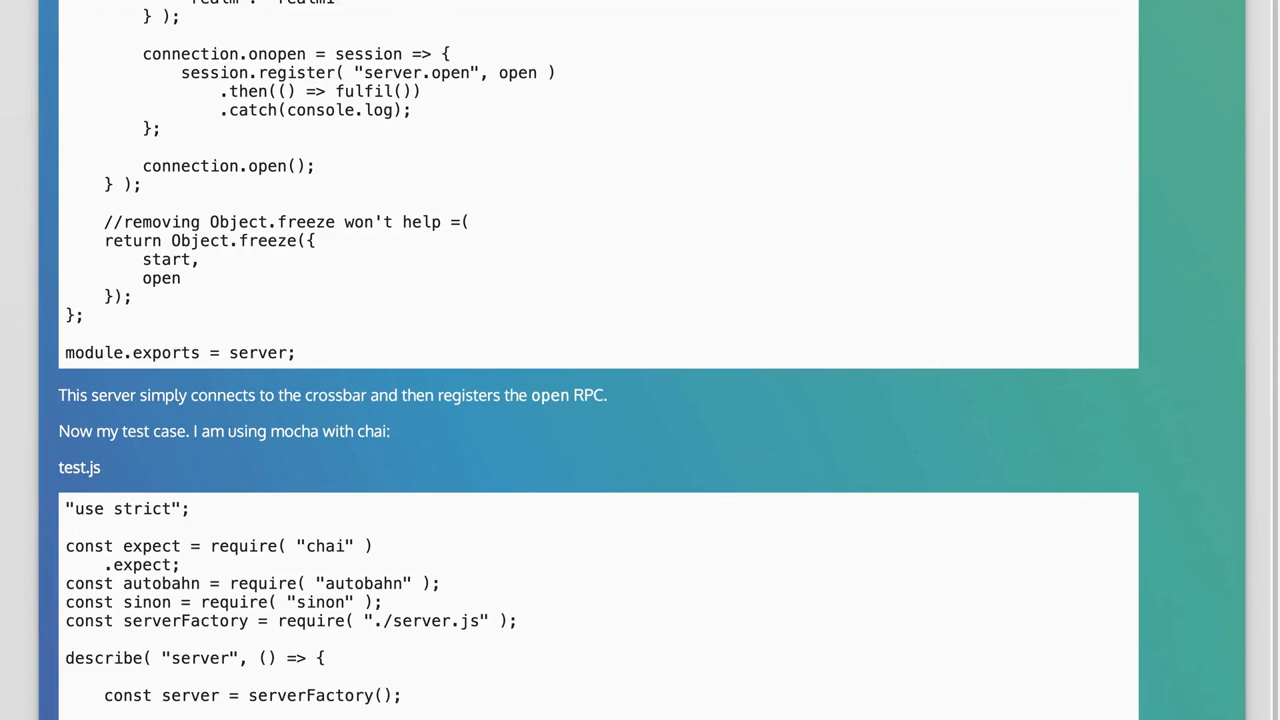 "realm": "realm1"
} );
connection.onopen = session => {
session.register( "server.open", open )
.then(() => fulfil())
.catch(console.log);
};
connection.open();
} );
//removing Object.freeze won't help =(
return Object.freeze({
start,
open
});
};
module.exports = server;
This server simply connects to the crossbar and then registers the open RPC.
Now my test case. I am using mocha with chai:
test.js
"use strict";
const expect = require( "chai" )
.expect;
const autobahn = require( "autobahn" );
const sinon = require( "sinon" );
const serverFactory = require( "./server.js" );
describe( "server", () => {
const server = serverFactory();